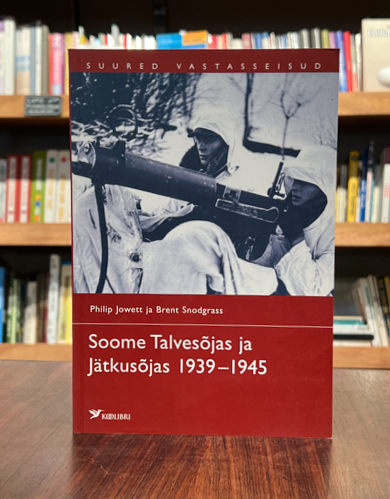 SUURED VASTASSEISUD
Philip Jowett ja Brent Snodgrass
Soome Talvesõjas ja
Jätkusõjas 1939–1945
KOOLIBRI